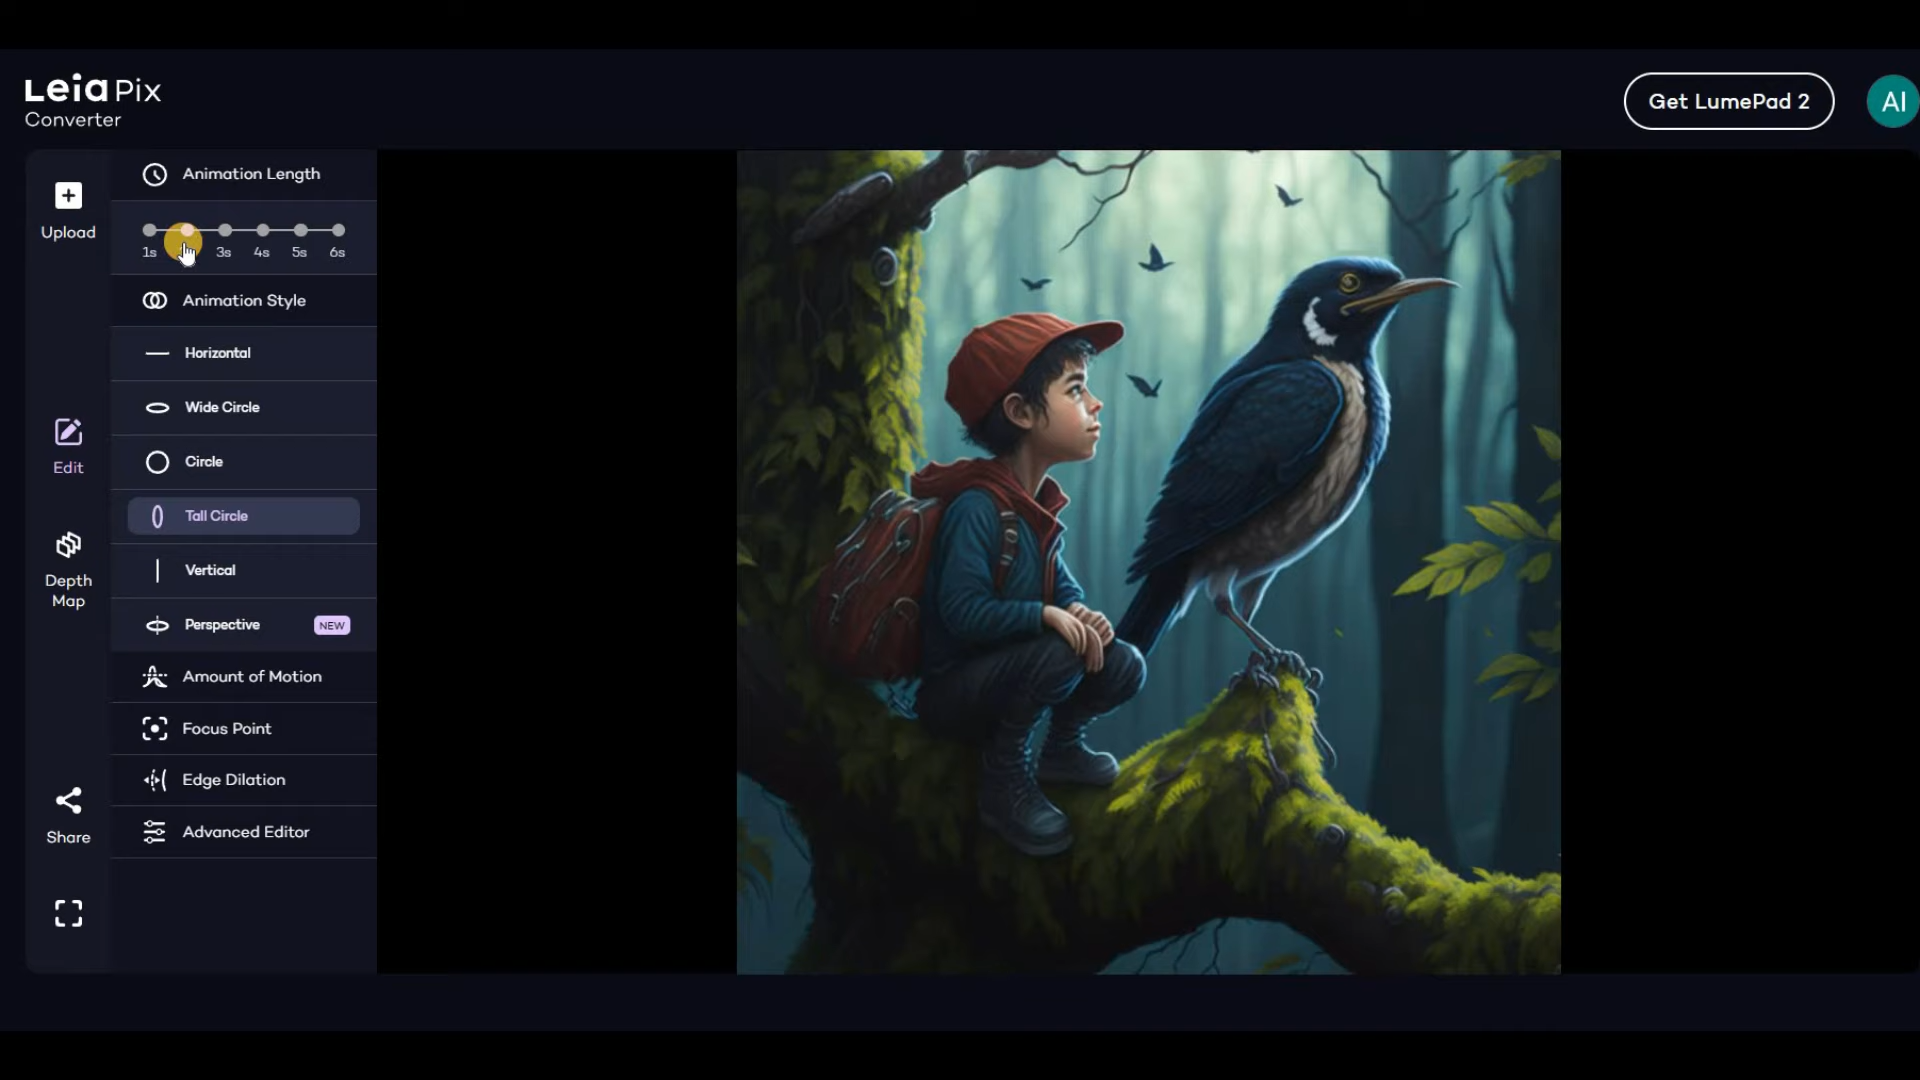 Leia Pix
Converter
Get LumePad 2
AI
Upload
Edit
Depth
Map
Share
Animation Length
1s 3s 4s 5s 6s
Animation Style
Horizontal
Wide Circle
Circle
Tall Circle
Vertical
Perspective NEW
Amount of Motion
Focus Point
Edge Dilation
Advanced Editor